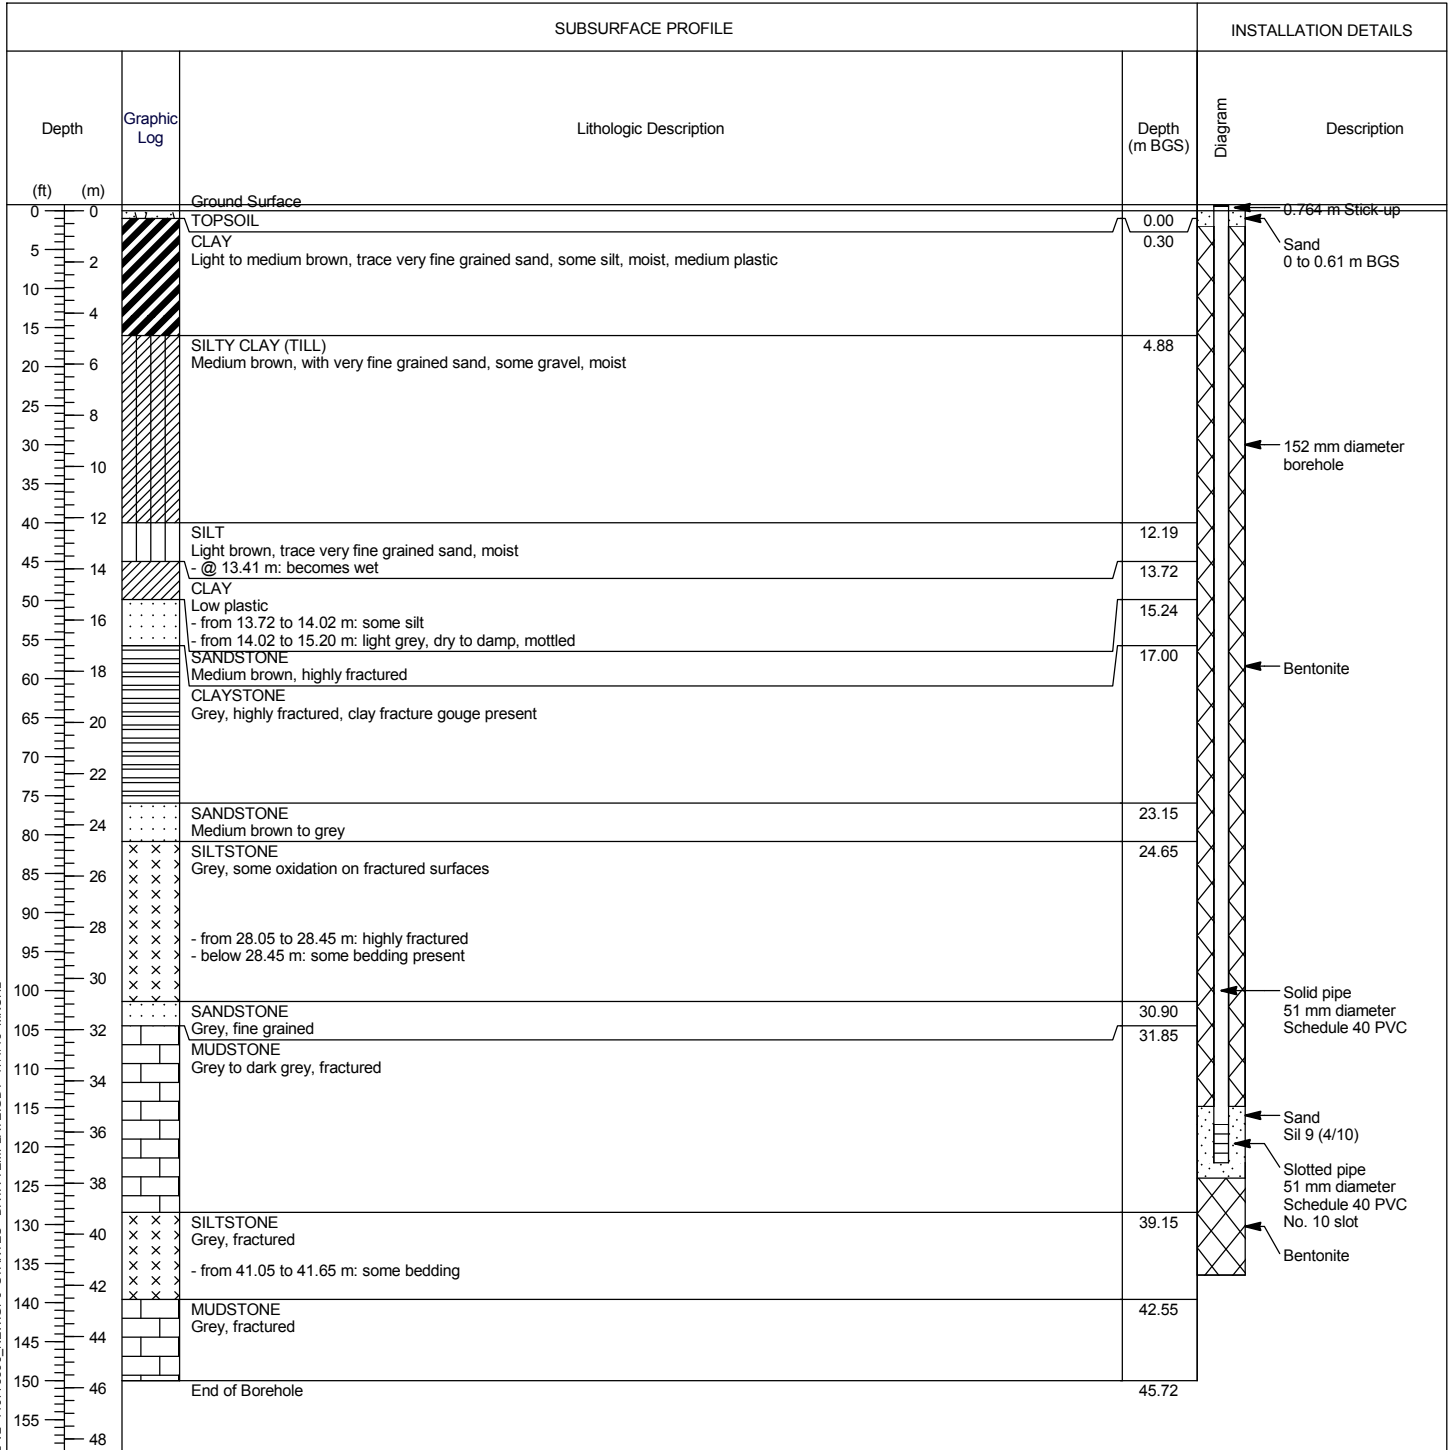 SUBSURFACE PROFILE
INSTALLATION DETAILS
Depth
Graphic
Log
Lithologic Description
Depth
(m BGS)
Diagram
Description
(ft)
(m)
Ground Surface
0
0
TOPSOIL
0.00
0.764 m Stick-up
CLAY
0.30
Sand
Light to medium brown, trace very fine grained sand, some silt, moist, medium plastic
0 to 0.61 m BGS
5
2
10
4
15
SILTY CLAY (TILL)
4.88
Medium brown, with very fine grained sand, some gravel, moist
20
6
25
8
30
152 mm diameter
borehole
10
35
12
40
SILT
12.19
Light brown, trace very fine grained sand, moist
- @ 13.41 m: becomes wet
45
14
13.72
CLAY
Low plastic
50
15.24
- from 13.72 to 14.02 m: some silt
16
- from 14.02 to 15.20 m: light grey, dry to damp, mottled
55
SANDSTONE
17.00
Medium brown, highly fractured
18
Bentonite
60
CLAYSTONE
Grey, highly fractured, clay fracture gouge present
65
20
70
22
75
SANDSTONE
23.15
Medium brown to grey
24
80
SILTSTONE
24.65
Grey, some oxidation on fractured surfaces
85
26
90
28
- from 28.05 to 28.45 m: highly fractured
- below 28.45 m: some bedding present
95
30
100
Solid pipe
51 mm diameter
Schedule 40 PVC
SANDSTONE
30.90
Grey, fine grained
105
32
31.85
MUDSTONE
Grey to dark grey, fractured
110
34
115
Sand
Sil 9 (4/10)
36
120
Slotted pipe
51 mm diameter
Schedule 40 PVC
No. 10 slot
125
38
130
SILTSTONE
39.15
Grey, fractured
40
Bentonite
135
- from 41.05 to 41.65 m: some bedding
42
140
MUDSTONE
42.55
Grey, fractured
44
145
150
46
End of Borehole
45.72
155
48